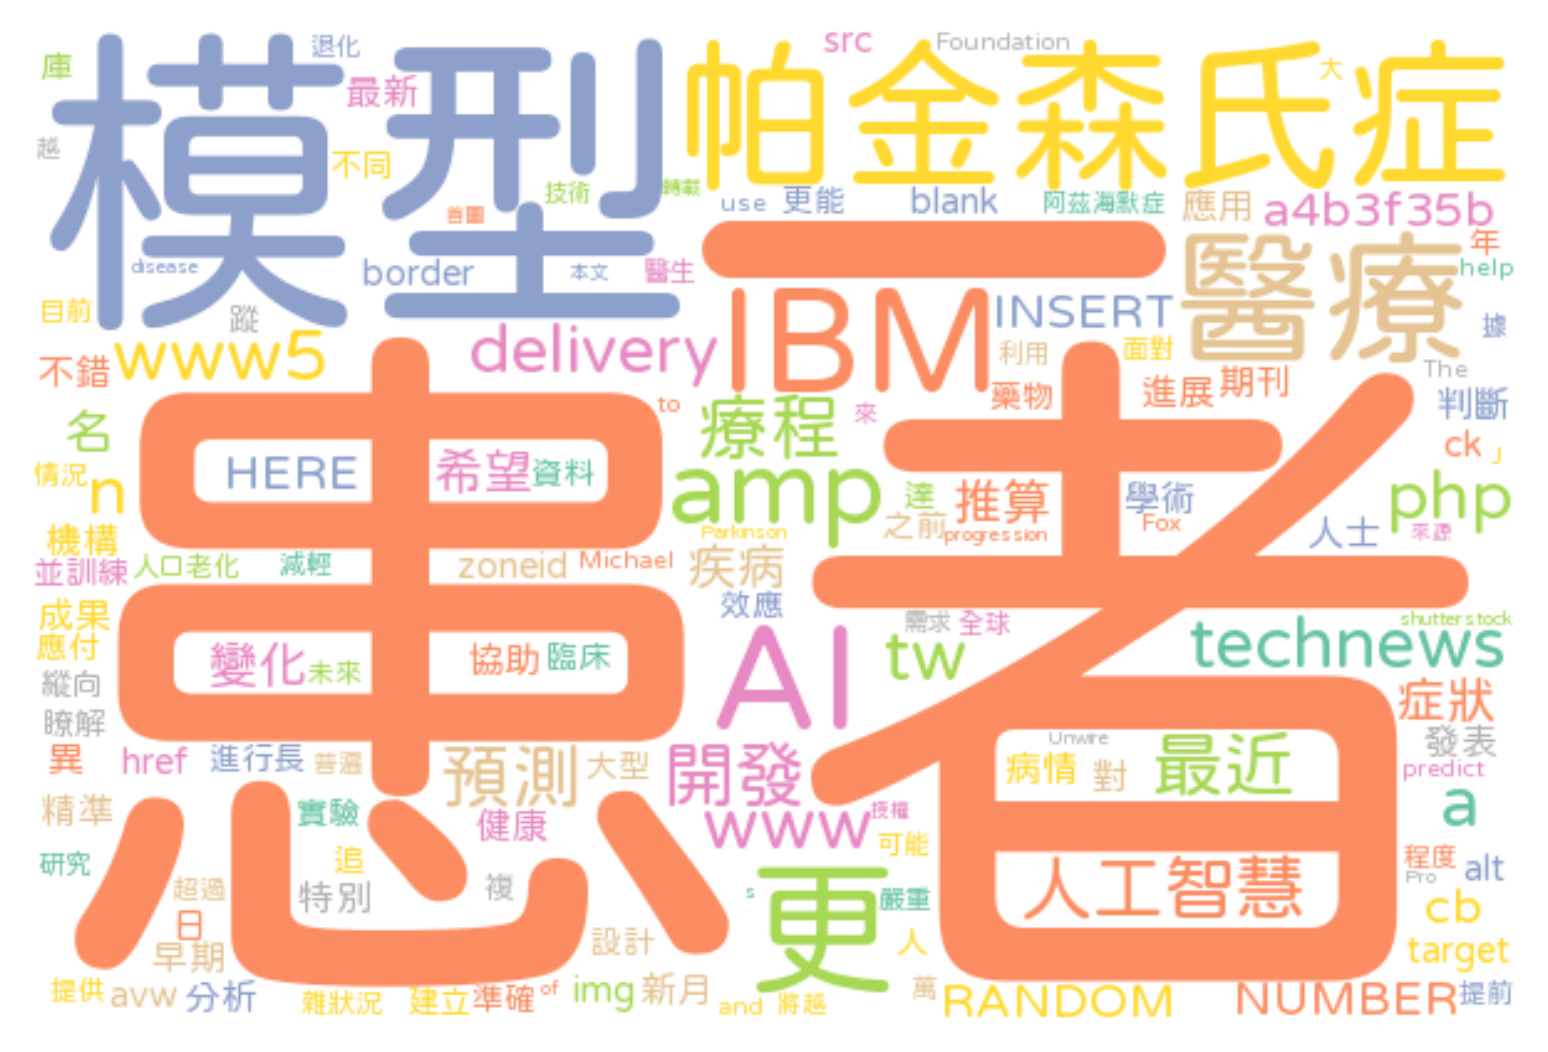 模型
帕金森氏症
src
Foundation
退化
庫
最新
大
越
不同
技術
轉載
首圖
use
更能
blank
阿茲海默症
應用
a4b3f35b
disease
border
本文
醫生
一
醫療
年
help
目前
蹤
IBM
INSERT
據
不錯
www5
delivery
利用
面對
The
藥物
進展
期刊
判斷
名
to
療程
來
ck
」
患者
HERE
希望
資料
情況
n
amp
達
推算
學術
php
之前
Fox
progression
人士
來源
機構
Parkinson
並訓練
人口老化
減輕
zoneid
Michael
疾病
效應
成果
應付
需求
全球
shutterstock
變化
未來
協助
臨床
AI
tw
technews
縱向
瞭解
症狀
異
href
進行長
普遍
預測
大型
開發
Unwire
病情
對
最近
發表
predict
精準
實驗
健康
www
授權
a
可能
研究
追
超過
特別
複
s
更
嚴重
人工智慧
程度
Pro
alt
日
cb
早期
設計
人
target
提供
avw
分析
雜狀況
建立
準確
of
img
新月
and
將越
萬
RANDOM
NUMBER
提前